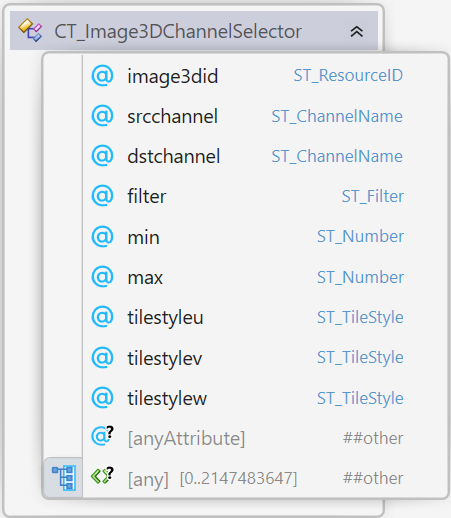 CT_Image3DChannelSelector
image3did ST_ResourceID
srcchannel ST_ChannelName
dstchannel ST_ChannelName
filter ST_Filter
min ST_Number
max ST_Number
tilestyleu ST_TileStyle
tilestylev ST_TileStyle
tilestylew ST_TileStyle
[anyAttribute] ##other
[any] [0..2147483647] ##other